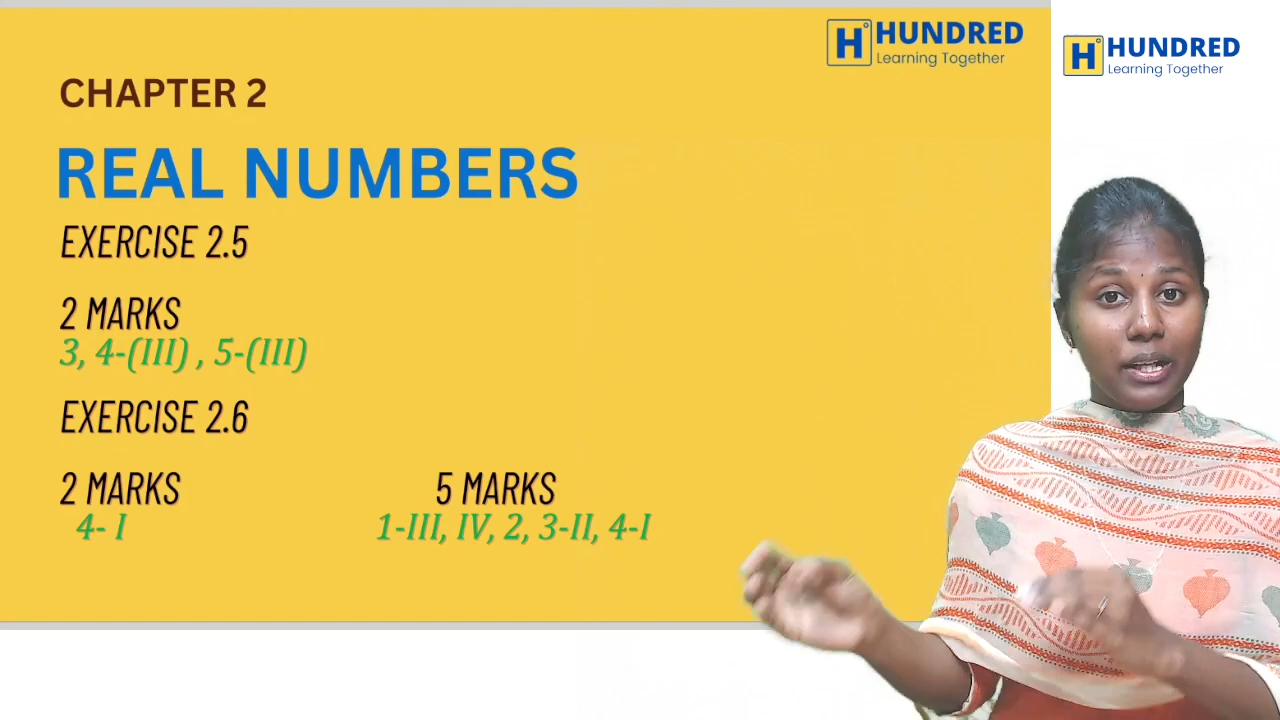 H HUNDRED
Learning Together
H HUNDRED
Learning Together
CHAPTER 2
REAL NUMBERS
EXERCISE 2.5
2 MARKS
3, 4-(III) , 5-(III)
EXERCISE 2.6
2 MARKS 5 MARKS
4- I 1-III, IV, 2, 3-II, 4-I